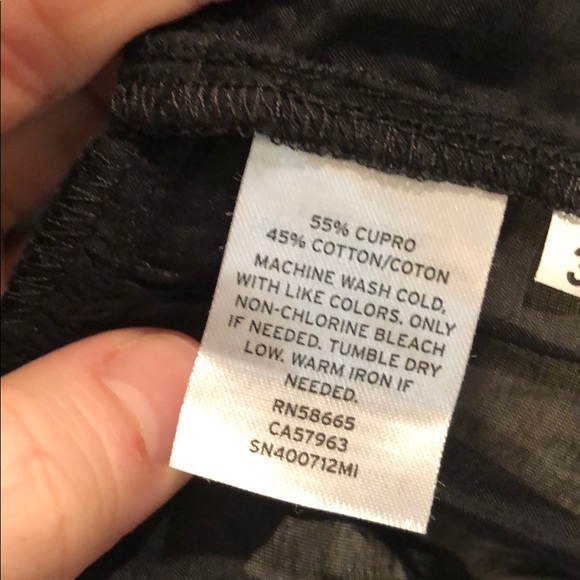 55% CUPRO
45% COTTON/COTON
MACHINE WASH COLD,
WITH LIKE COLORS. ONLY
NON-CHLORINE BLEACH
IF NEEDED. TUMBLE DRY
LOW. WARM IRON IF
NEEDED.
RN58665
CA57963
SN400712MI